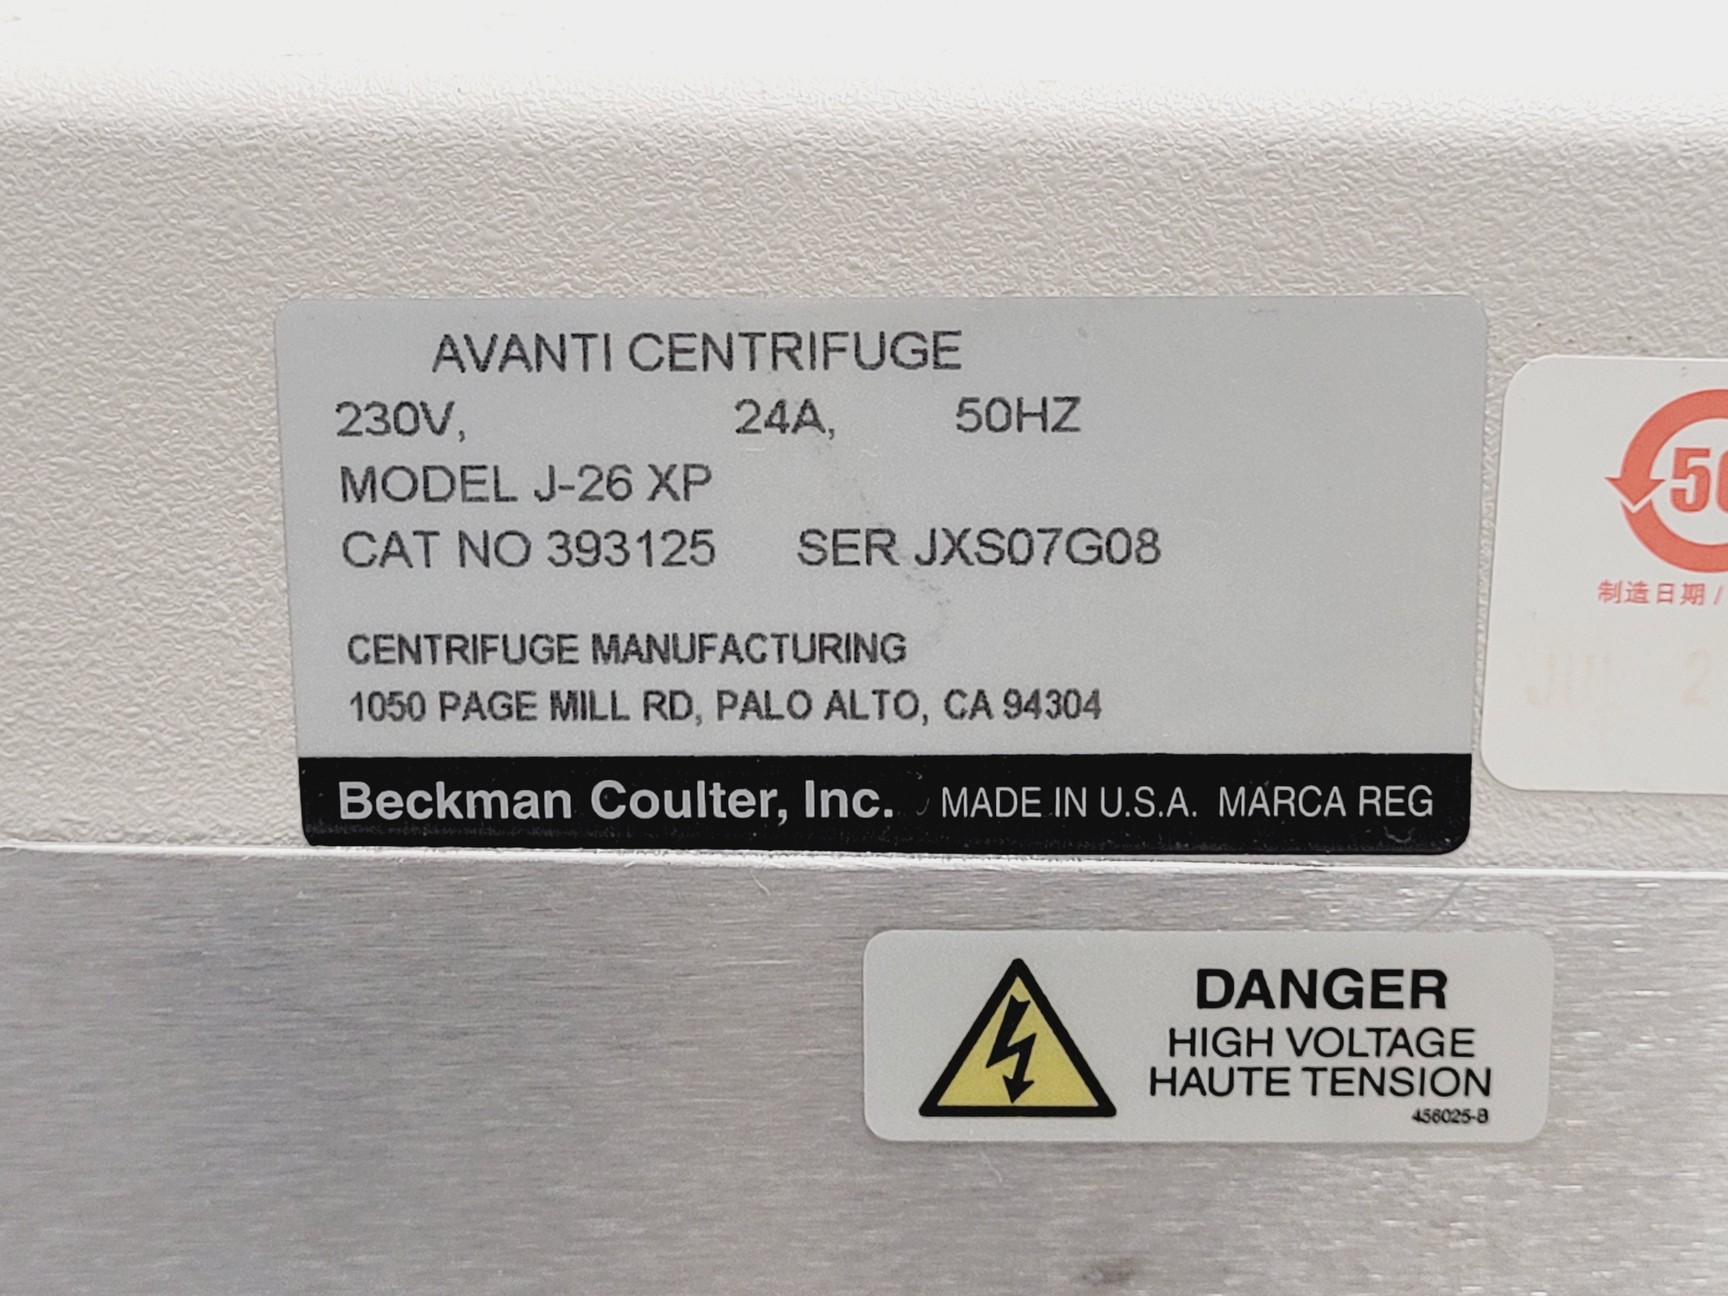 AVANTI CENTRIFUGE
230V, 24A, 50HZ
MODEL J-26 XP
CAT NO 393125 SER JXS07G08
CENTRIFUGE MANUFACTURING
1050 PAGE MILL RD, PALO ALTO, CA 94304
Beckman Coulter, Inc. MADE IN U.S.A. MARCA REG
制造日期 /
JUL 2
DANGER
HIGH VOLTAGE
HAUTE TENSION
456025-B